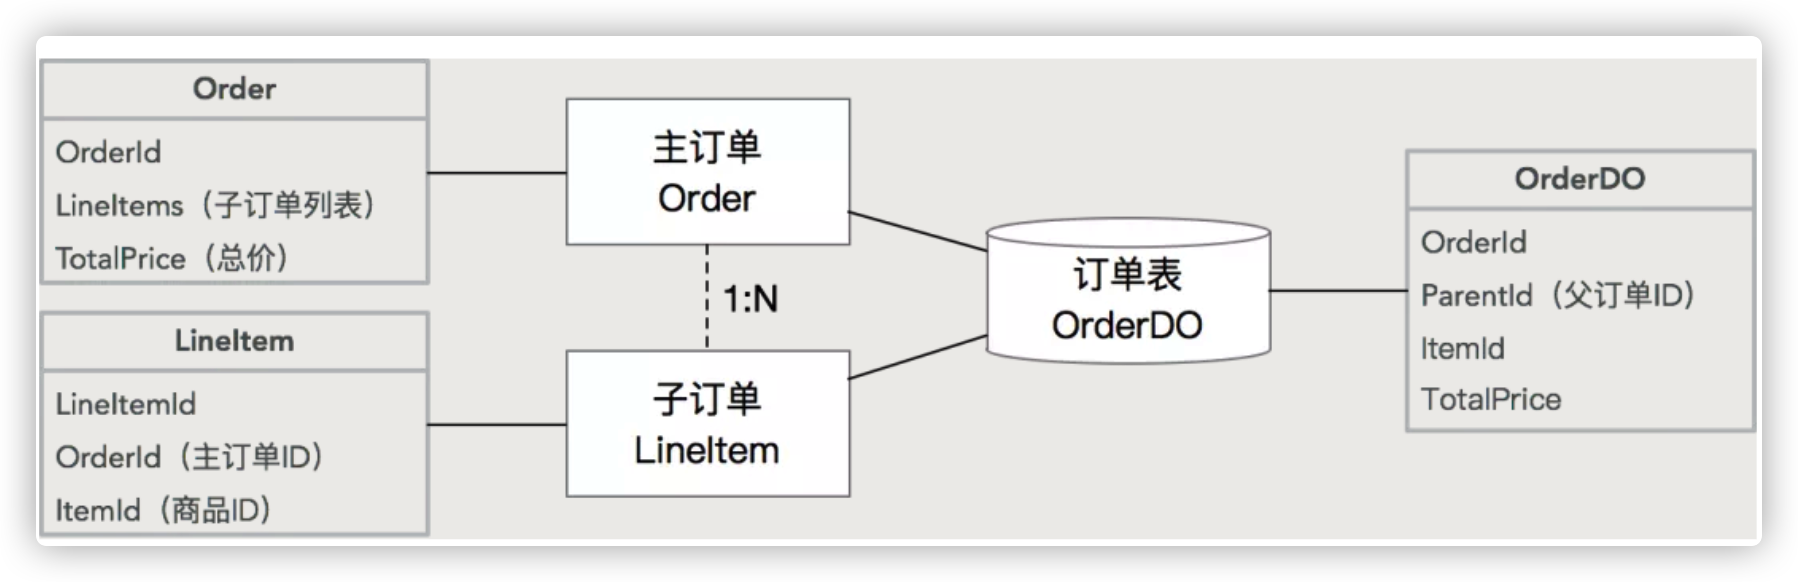 Order
OrderId
LineItems（子订单列表）
TotalPrice（总价）
LineItem
LineItemId
OrderId（主订单ID）
ItemId（商品ID）
主订单
Order
1:N
子订单
LineItem
订单表
OrderDO
OrderDO
OrderId
ParentId（父订单ID）
ItemId
TotalPrice